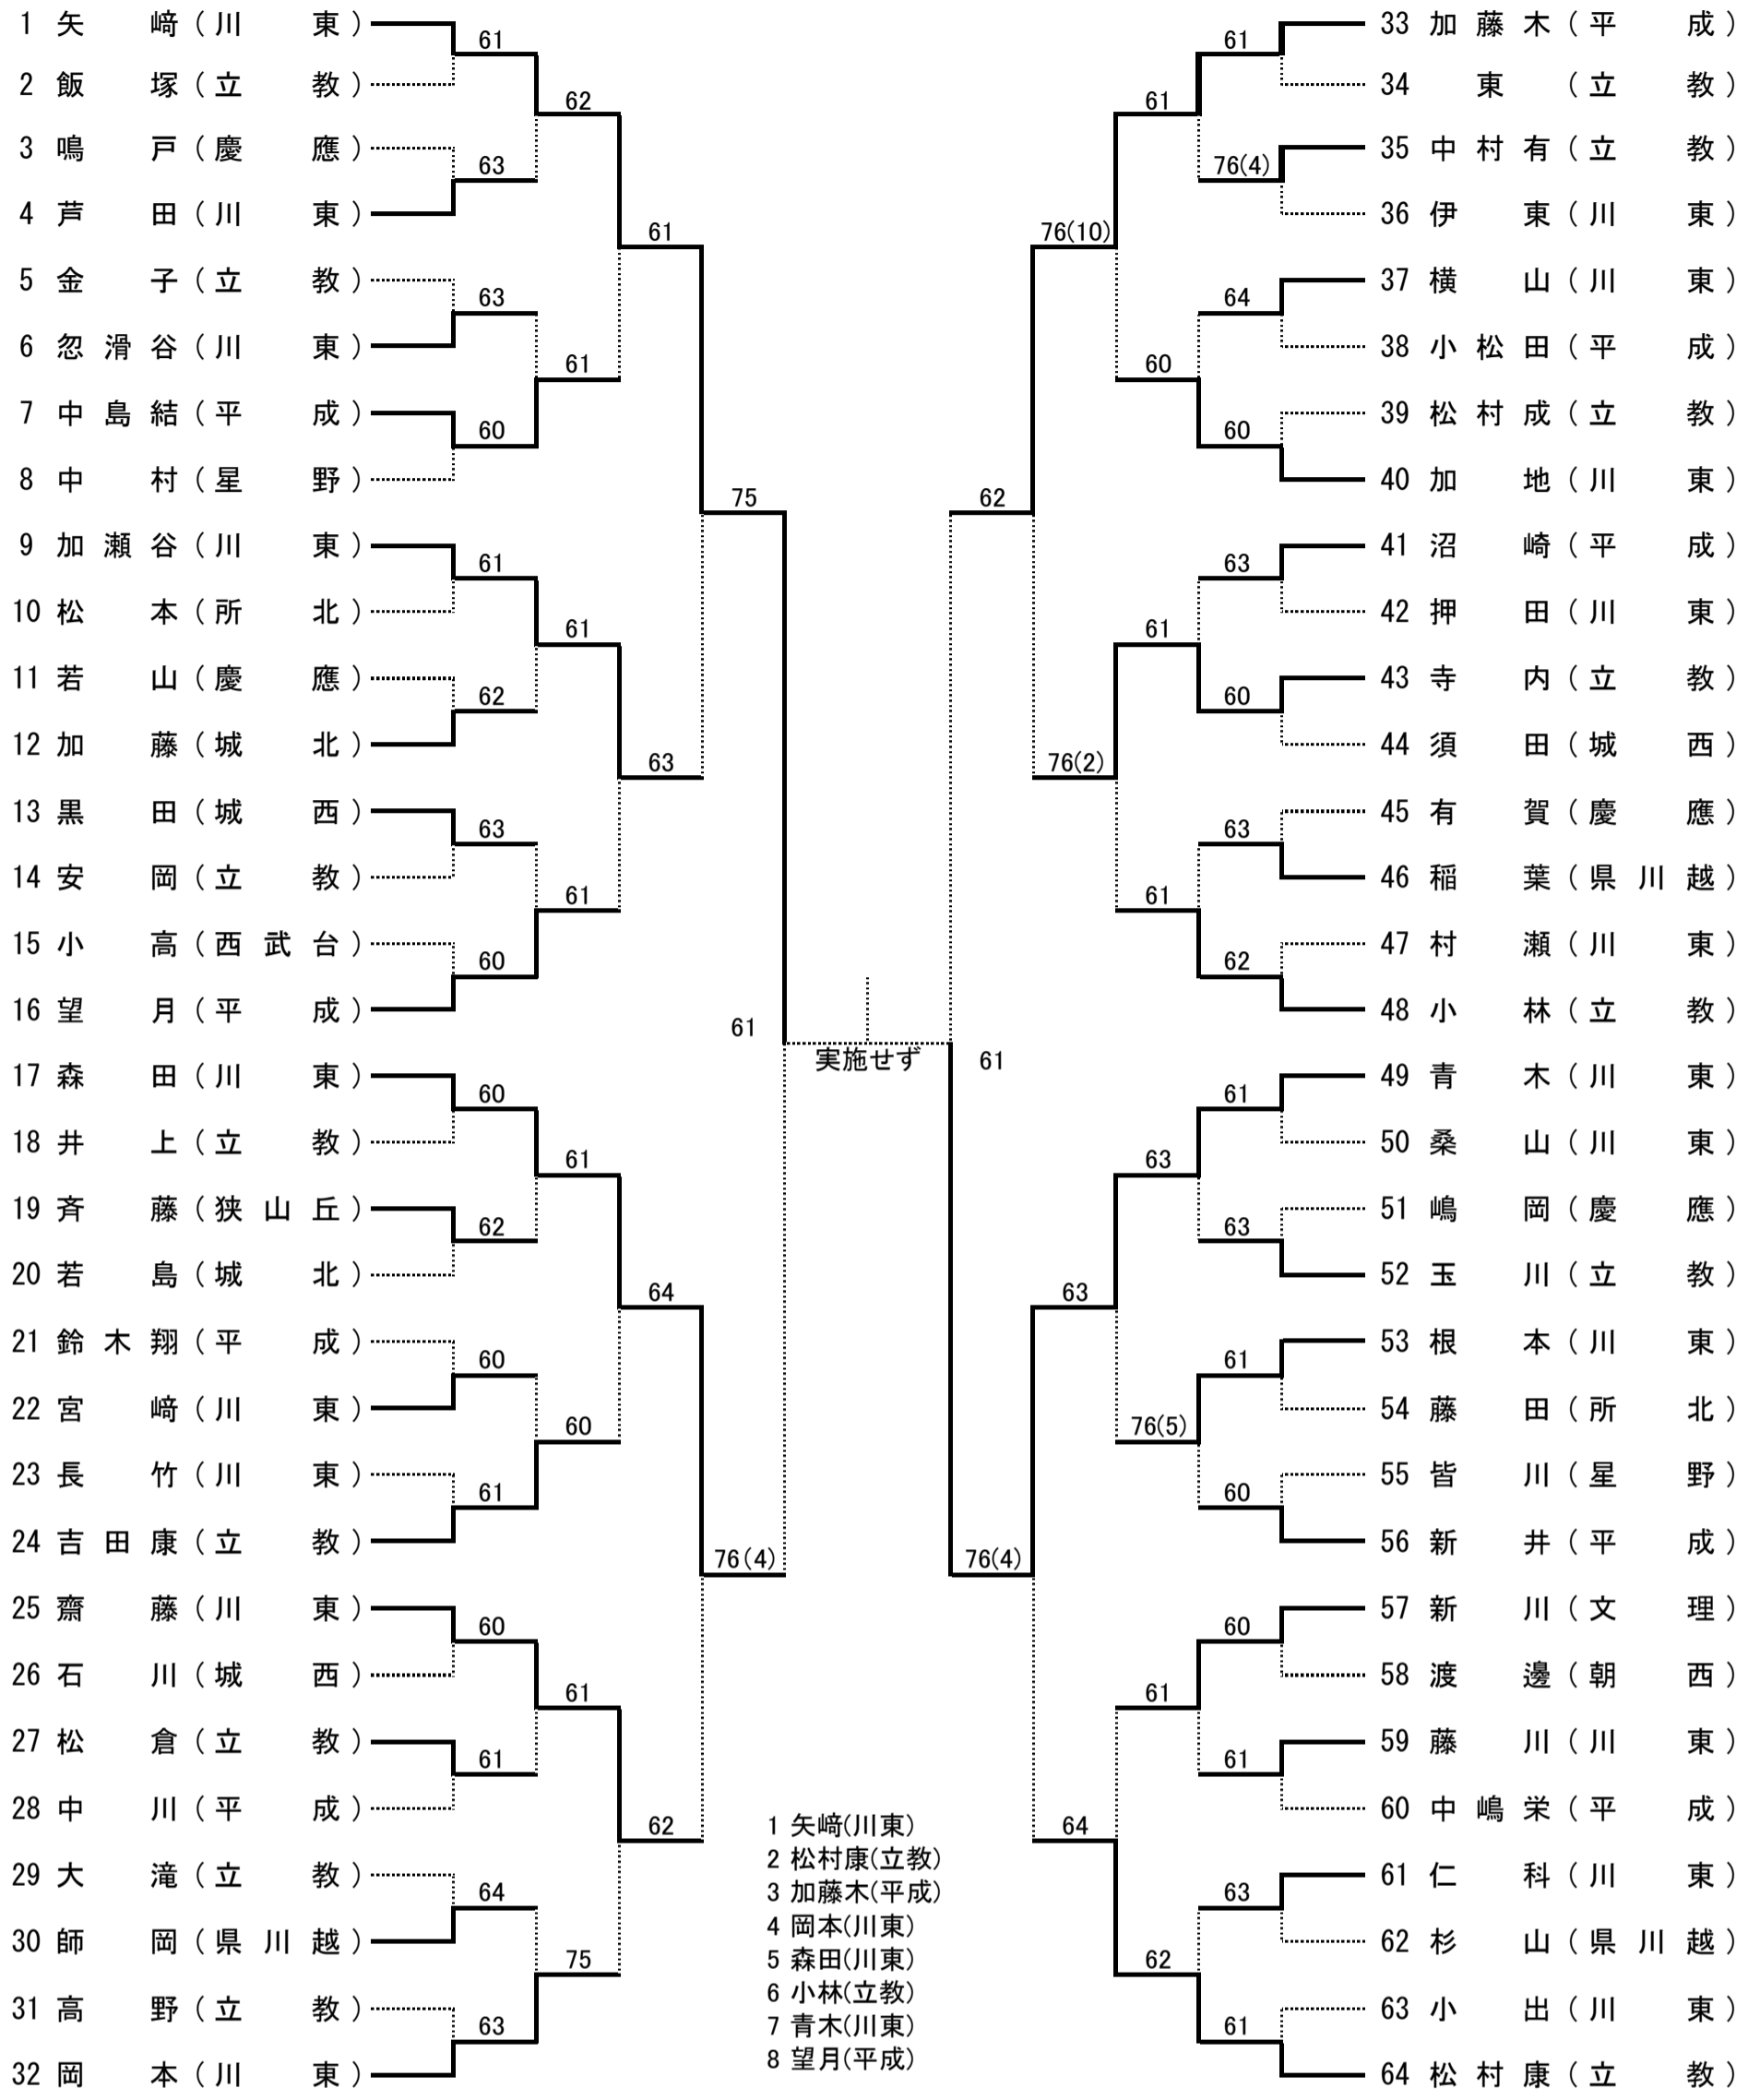 1 矢﨑(川東)
2 飯塚(立教)
3 鳴戸(慶應)
4 芦田(川東)
5 金子(立教)
6 忽滑谷(川東)
7 中島結(平成)
8 中村(星野)
9 加瀬谷(川東)
10 松本(所北)
11 若山(慶應)
12 加藤(城北)
13 黒田(城西)
14 安岡(立教)
15 小高(西武台)
16 望月(平成)
17 森田(川東)
18 井上(立教)
19 斉藤(狭山丘)
20 若島(城北)
21 鈴木翔(平成)
22 宮﨑(川東)
23 長竹(川東)
24 吉田康(立教)
25 齋藤(川東)
26 石川(城西)
27 松倉(立教)
28 中川(平成)
29 大滝(立教)
30 師岡(県川越)
31 高野(立教)
32 岡本(川東)
61
63
63
60
61
62
63
60
60
62
60
61
60
61
64
63
62
61
61
61
61
60
61
75
61
63
64
62
75
76(4)
61
実施せず
61
62
76(4)
76(10)
76(2)
63
64
61
60
61
61
63
76(5)
61
62
61
76(4)
64
60
63
60
63
62
61
63
61
60
60
61
63
61
33 加藤木(平成)
34 東(立教)
35 中村有(立教)
36 伊東(川東)
37 横山(川東)
38 小松田(平成)
39 松村成(立教)
40 加地(川東)
41 沼崎(平成)
42 押田(川東)
43 寺内(立教)
44 須田(城西)
45 有賀(慶應)
46 稲葉(県川越)
47 村瀬(川東)
48 小林(立教)
49 青木(川東)
50 桑山(川東)
51 嶋岡(慶應)
52 玉川(立教)
53 根本(川東)
54 藤田(所北)
55 皆川(星野)
56 新井(平成)
57 新川(文理)
58 渡邊(朝西)
59 藤川(川東)
60 中嶋栄(平成)
61 仁科(川東)
62 杉山(県川越)
63 小出(川東)
64 松村康(立教)
1 矢﨑(川東)
2 松村康(立教)
3 加藤木(平成)
4 岡本(川東)
5 森田(川東)
6 小林(立教)
7 青木(川東)
8 望月(平成)